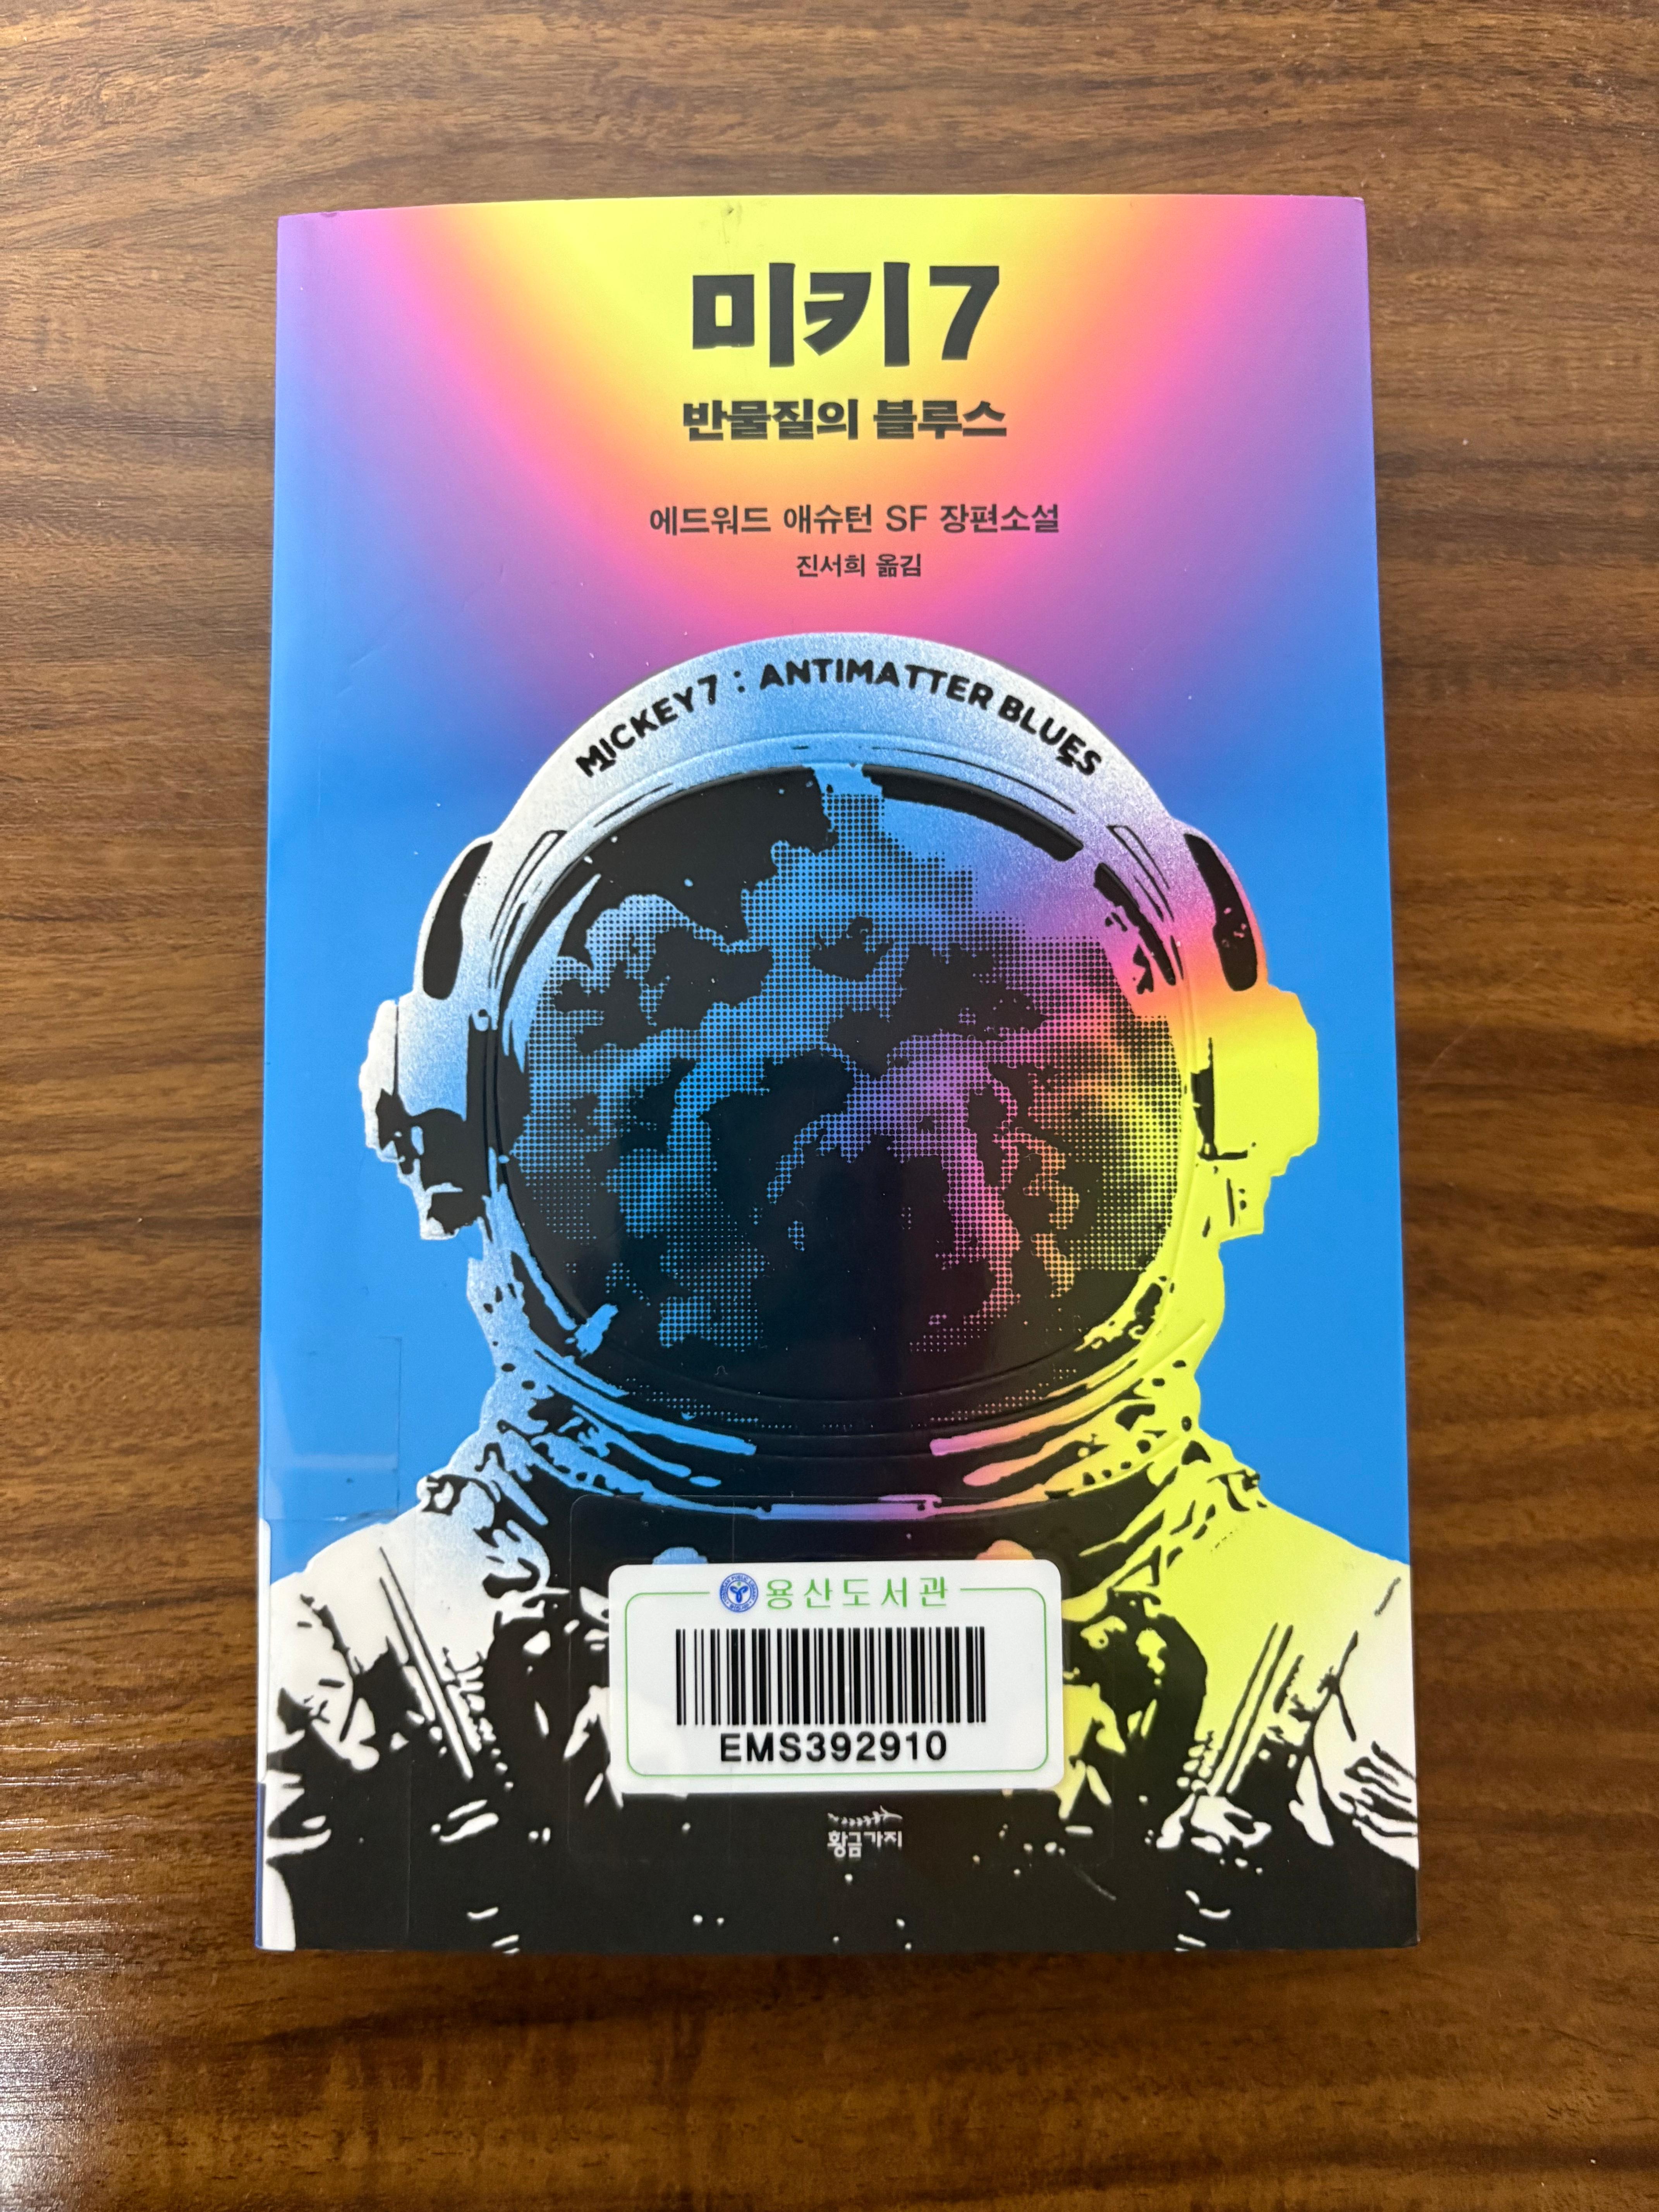 미키7
반물질의 블루스
에드워드 애슈턴 SF 장편소설
진서희 옮김
MICKEY7 : ANTIMATTER BLUES
용산도서관
EMS392910
황금가지